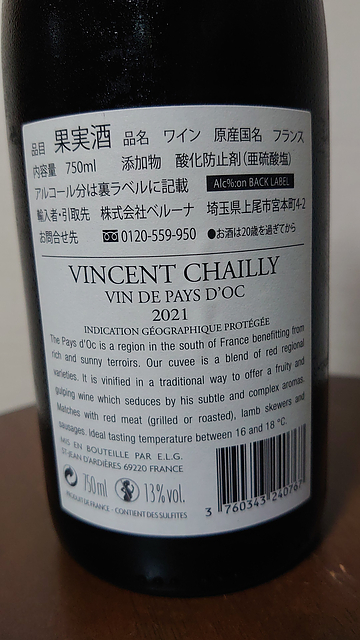 品目 果実酒 品名 ワイン 原産国名 フランス
内容量 750ml 添加物 酸化防止剤(亜硫酸塩)
アルコール分は裏ラベルに記載 Alc%:on BACK LABEL
輸入者・引取先 株式会社ベルーナ 埼玉県上尾市宮本町4-2
お問合せ先 0120-559-950 ●お酒は20歳を過ぎてから
VINCENT CHAILLY
VIN DE PAYS D'OC
2021
INDICATION GÉOGRAPHIQUE PROTÉGÉE
The Pays d'Oc is a region in the south of France benefitting from
rich and sunny terroirs. Our cuvee is a blend of red regional
varieties. It is vinified in a traditional way to offer a fruity and
gulping wine which seduces by his subtle and complex aromas.
Matches with red meat (grilled or roasted), lamb skewers and
sausages. Ideal tasting temperature between 16 and 18 °C.
MIS EN BOUTEILLE PAR E.L.G.
ST-JEAN D'ARDIÈRES 69220 FRANCE
750 ml 13% vol.
PRODUIT DE FRANCE - CONTIENT DES SULFITES
3 760343 240767